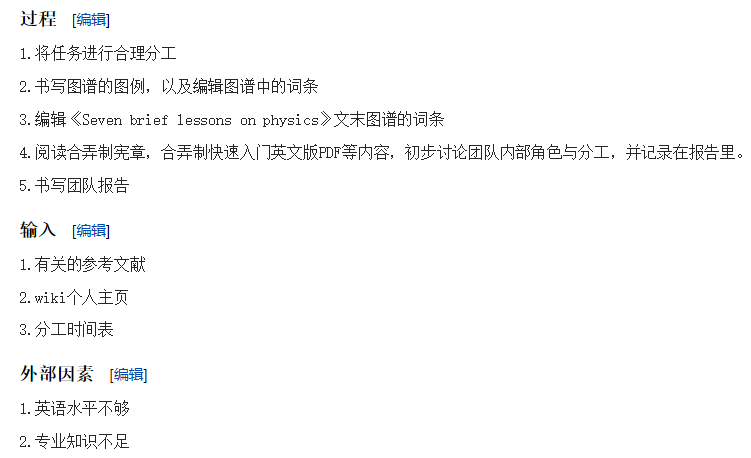 过程 [编辑]
1.将任务进行合理分工
2.书写图谱的图例，以及编辑图谱中的词条
3.编辑《Seven brief lessons on physics》文末图谱的词条
4.阅读合弄制宪章，合弄制快速入门英文版PDF等内容，初步讨论团队内部角色与分工，并记录在报告里。
5.书写团队报告
输入 [编辑]
1.有关的参考文献
2.wiki个人主页
3.分工时间表
外部因素 [编辑]
1.英语水平不够
2.专业知识不足